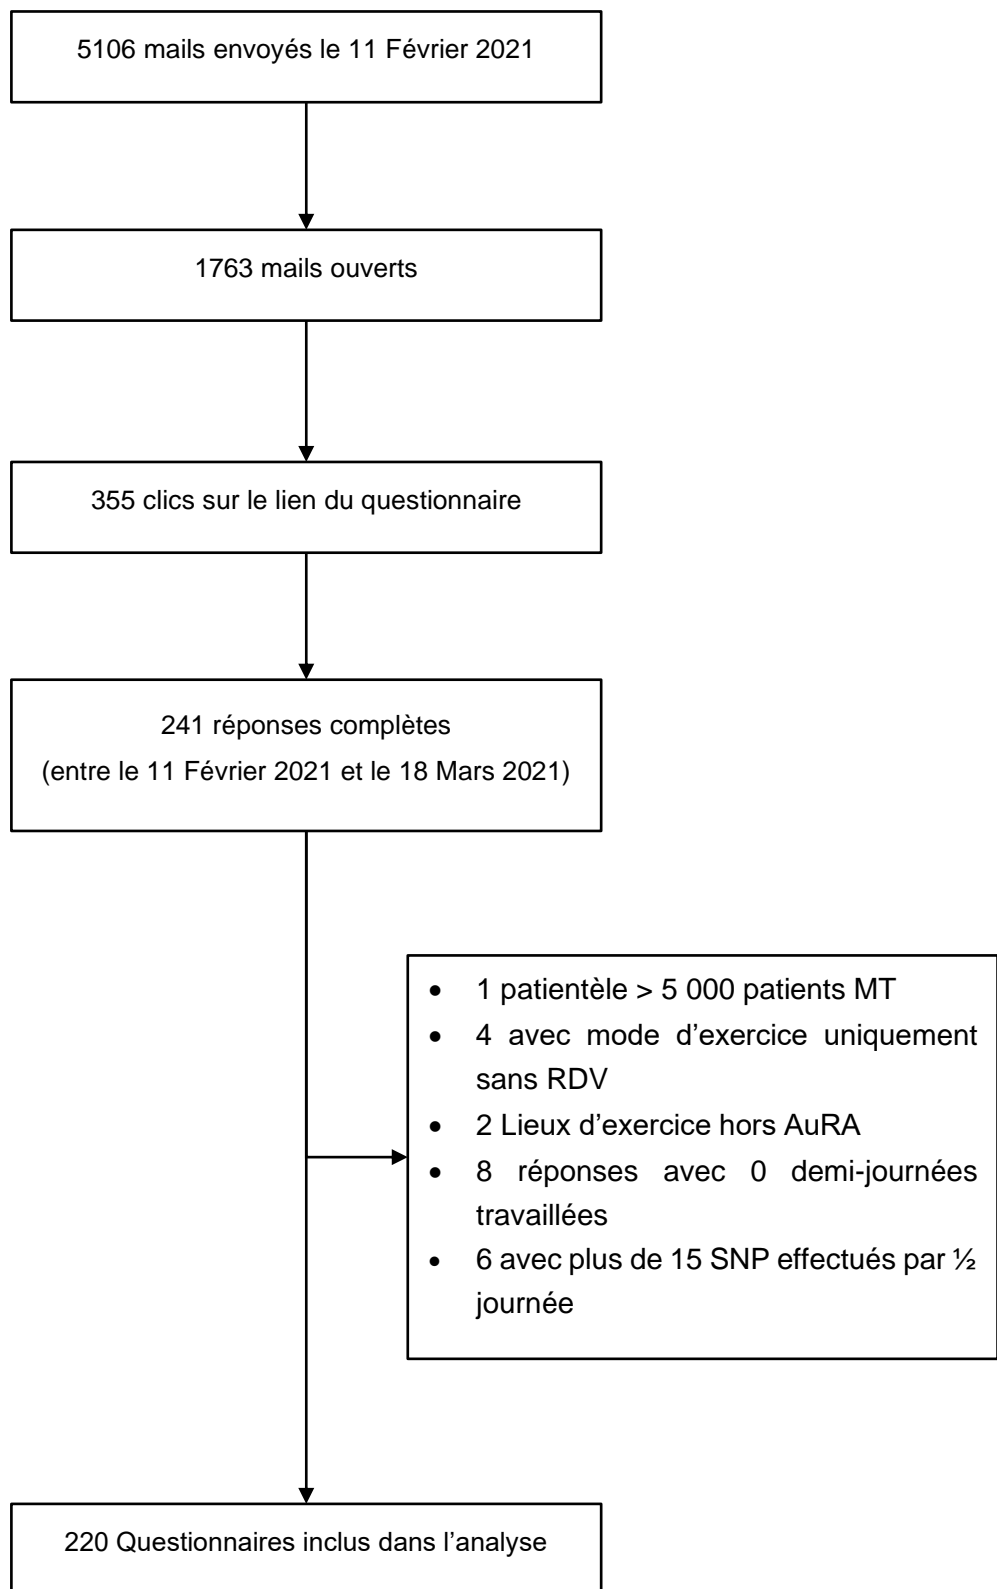 5106 mails envoyés le 11 Février 2021
1763 mails ouverts
355 clics sur le lien du questionnaire
241 réponses complètes
(entre le 11 Février 2021 et le 18 Mars 2021)
• 1 patientèle > 5 000 patients MT
• 4 avec mode d’exercice uniquement
sans RDV
• 2 Lieux d’exercice hors AuRA
• 8 réponses avec 0 demi-journées
travaillées
• 6 avec plus de 15 SNP effectués par ½
journée
220 Questionnaires inclus dans l’analyse